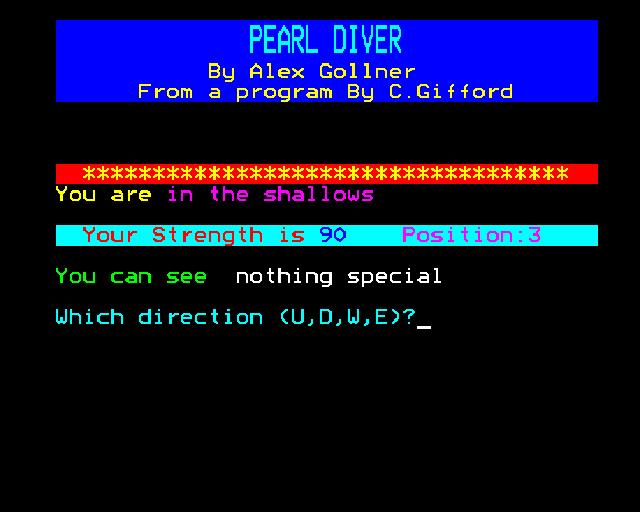 PEARL DIVER
By Alex Gollner
From a program By C.Gifford
***********************************
You are in the shallows
Your Strength is 90 Position:3
You can see nothing special
Which direction (U,D,W,E)?_